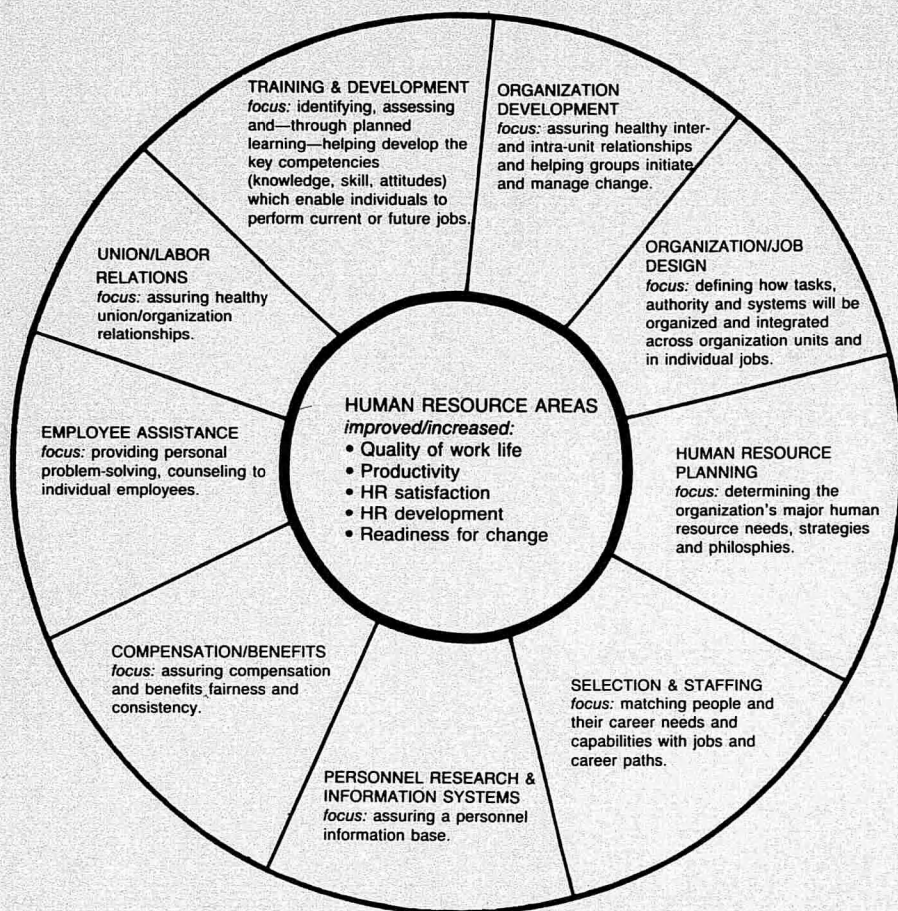 TRAINING & DEVELOPMENT
focus: identifying, assessing
and—through planned
learning—helping develop the
key competencies
(knowledge, skill, attitudes)
which enable individuals to
perform current or future jobs.
ORGANIZATION
DEVELOPMENT
focus: assuring healthy inter-
and intra-unit relationships
and helping groups initiate
and manage change.
ORGANIZATION/JOB
DESIGN
focus: defining how tasks,
authority and systems will be
organized and integrated
across organization units and
in individual jobs.
HUMAN RESOURCE
PLANNING
focus: determining the
organization's major human
resource needs, strategies
and philosphies.
SELECTION & STAFFING
focus: matching people and
their career needs and
capabilities with jobs and
career paths.
PERSONNEL RESEARCH &
INFORMATION SYSTEMS
focus: assuring a personnel
information base.
COMPENSATION/BENEFITS
focus: assuring compensation
and benefits fairness and
consistency.
EMPLOYEE ASSISTANCE
focus: providing personal
problem-solving, counseling to
individual employees.
UNION/LABOR
RELATIONS
focus: assuring healthy
union/organization
relationships.
HUMAN RESOURCE AREAS
improved/increased:
• Quality of work life
• Productivity
• HR satisfaction
• HR development
• Readiness for change